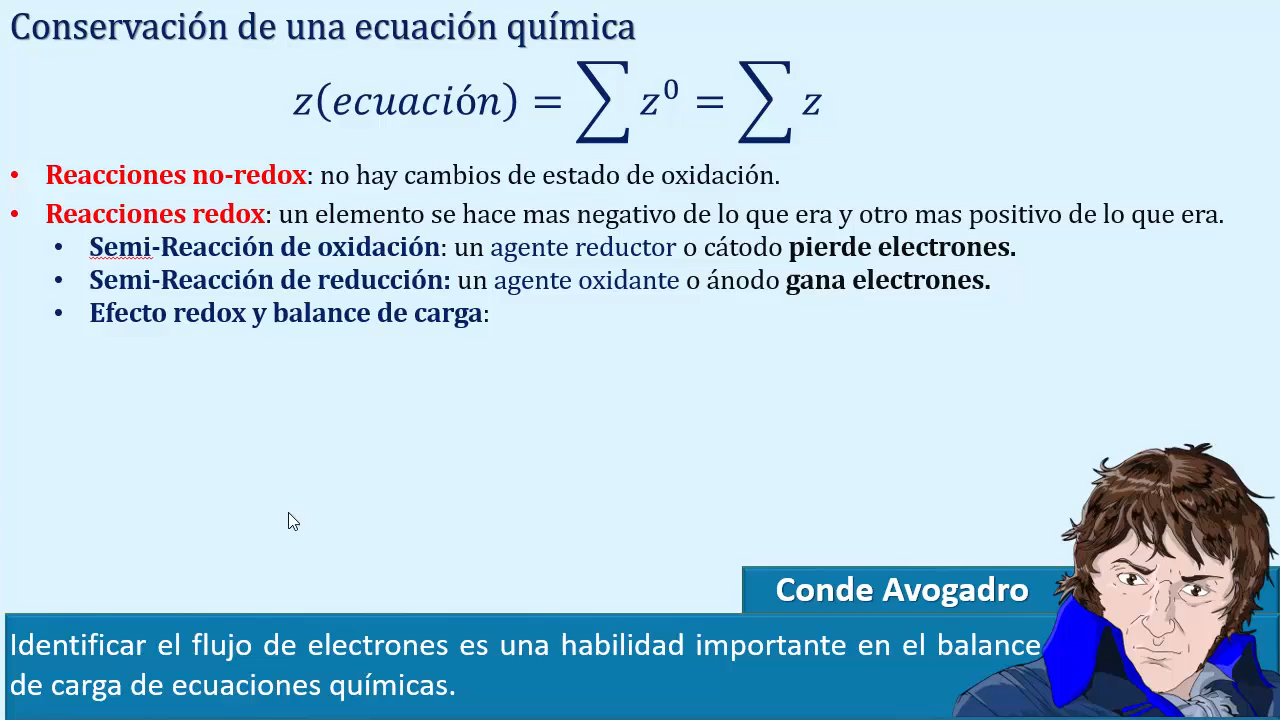 Conservación de una ecuación química
z(ecuación) = ∑ z⁰ = ∑ z
• Reacciones no-redox: no hay cambios de estado de oxidación.
• Reacciones redox: un elemento se hace mas negativo de lo que era y otro mas positivo de lo que era.
• Semi-Reacción de oxidación: un agente reductor o cátodo pierde electrones.
• Semi-Reacción de reducción: un agente oxidante o ánodo gana electrones.
• Efecto redox y balance de carga:
Conde Avogadro
Identificar el flujo de electrones es una habilidad importante en el balance
de carga de ecuaciones químicas.